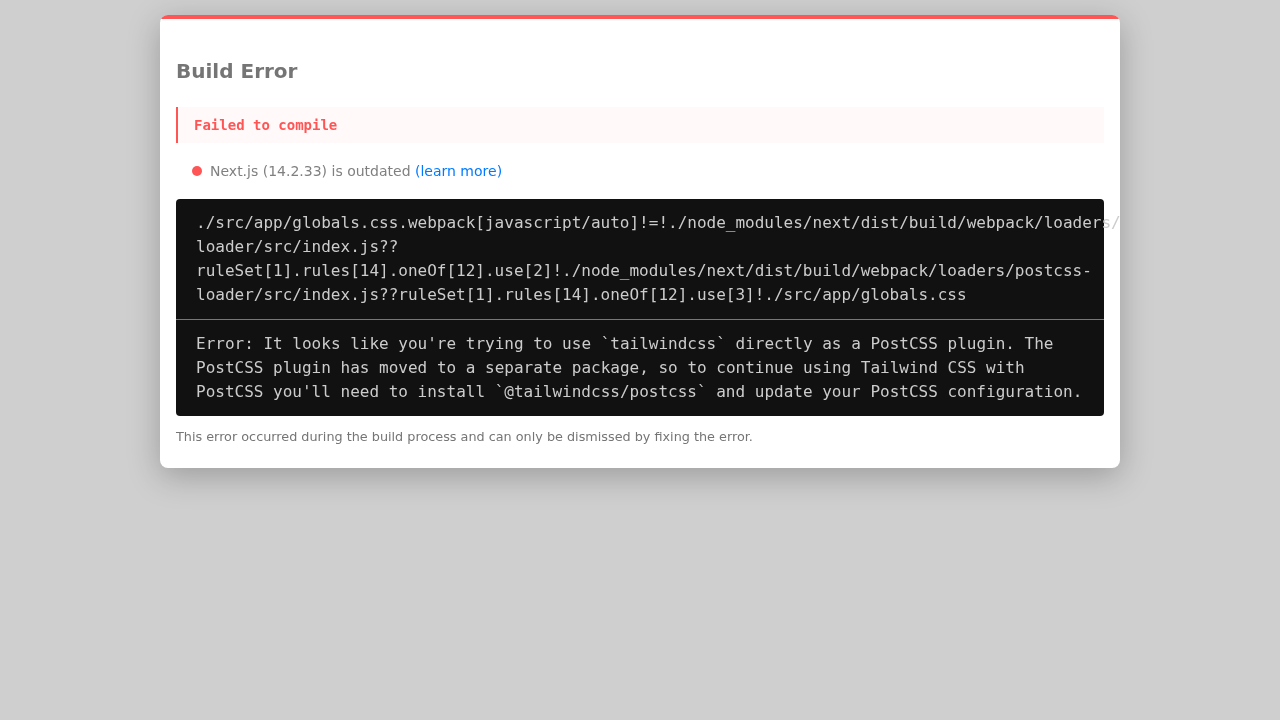 Build Error
Failed to compile
Next.js (14.2.33) is outdated (learn more)
./src/app/globals.css.webpack[javascript/auto]!=!./node_modules/next/dist/build/webpack/loaders/
loader/src/index.js??
ruleSet[1].rules[14].oneOf[12].use[2]!./node_modules/next/dist/build/webpack/loaders/postcss-
loader/src/index.js??ruleSet[1].rules[14].oneOf[12].use[3]!./src/app/globals.css
Error: It looks like you're trying to use `tailwindcss` directly as a PostCSS plugin. The
PostCSS plugin has moved to a separate package, so to continue using Tailwind CSS with
PostCSS you'll need to install `@tailwindcss/postcss` and update your PostCSS configuration.
This error occurred during the build process and can only be dismissed by fixing the error.